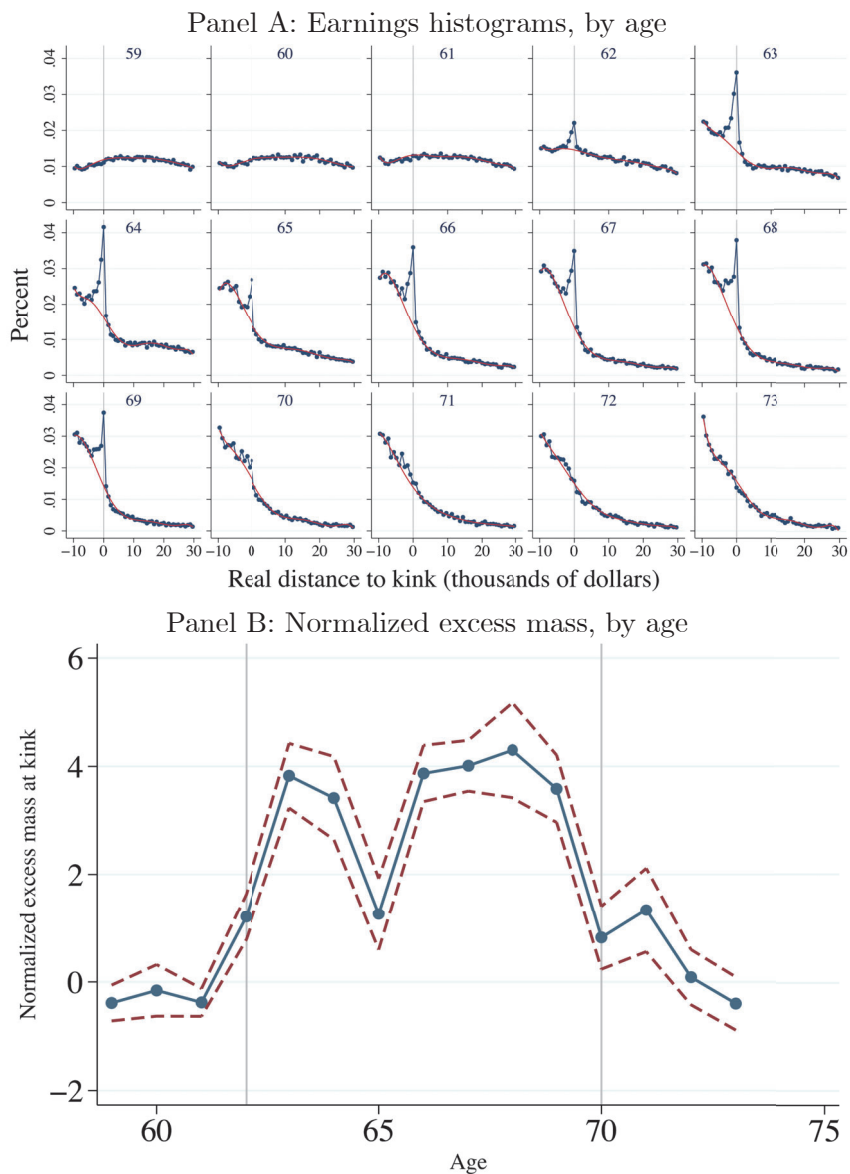 Panel A: Earnings histograms, by age
59 60 61 62 63
.04
.03
.02
.01
0
64 65 66 67 68
.04
.03
.02
.01
0
69 70 71 72 73
.04
.03
.02
.01
0
Percent
−10 0 10 20 30 −10 0 10 20 30 −10 0 10 20 30 −10 0 10 20 30 −10 0 10 20 30
Real distance to kink (thousands of dollars)
Panel B: Normalized excess mass, by age
6
4
2
0
−2
Normalized excess mass at kink
60 65 70 75
Age